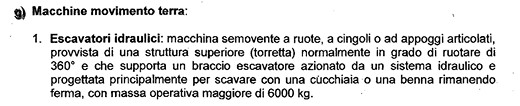 g) Macchine movimento terra:
1. Escavatori idraulici: macchina semovente a ruote, a cingoli o ad appoggi articolati,
provvista di una struttura superiore (torretta) normalmente in grado di ruotare di
360° e che supporta un braccio escavatore azionato da un sistema idraulico e
progettata principalmente per scavare con una cucchiaia o una benna rimanendo
ferma, con massa operativa maggiore di 6000 kg.